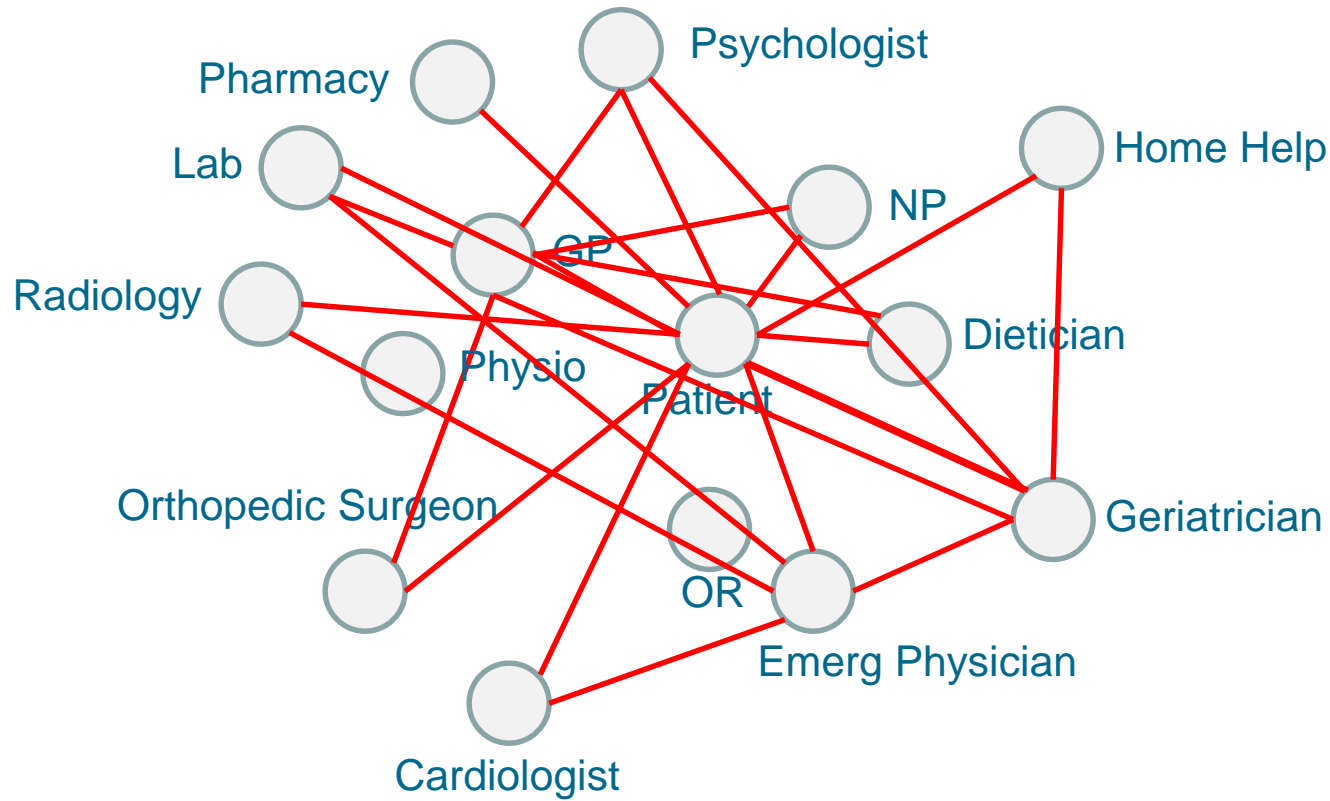 Psychologist
Pharmacy
Home Help
Lab
NP
GP
Radiology
Dietician
Physio
Patient
Orthopedic Surgeon
Geriatrician
OR
Emerg Physician
Cardiologist